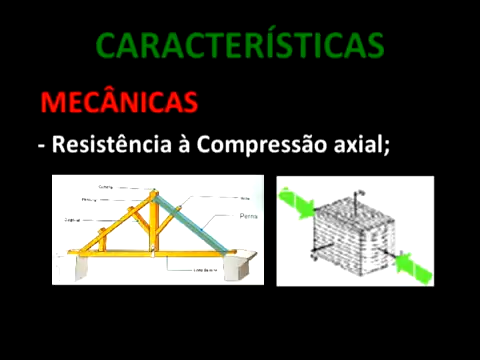 CARACTERÍSTICAS
MECÂNICAS
- Resistência à Compressão axial;
Perna